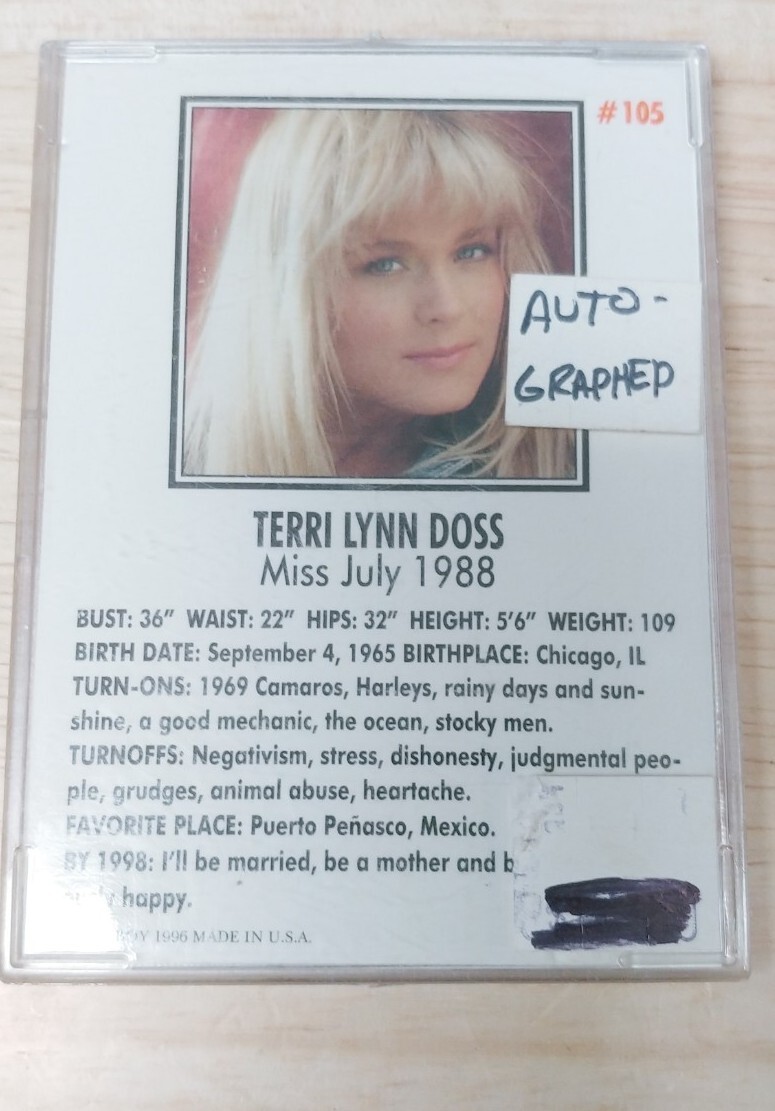 #105
AUTO-
GRAPHED
TERRI LYNN DOSS
Miss July 1988
BUST: 36" WAIST: 22" HIPS: 32" HEIGHT: 5'6" WEIGHT: 109
BIRTH DATE: September 4, 1965 BIRTHPLACE: Chicago, IL
TURN-ONS: 1969 Camaros, Harleys, rainy days and sun-
shine, a good mechanic, the ocean, stocky men.
TURNOFFS: Negativism, stress, dishonesty, judgmental peo-
ple, grudges, animal abuse, heartache.
FAVORITE PLACE: Puerto Peñasco, Mexico.
BY 1998: I'll be married, be a mother and b
happy.
1996 MADE IN U.S.A.